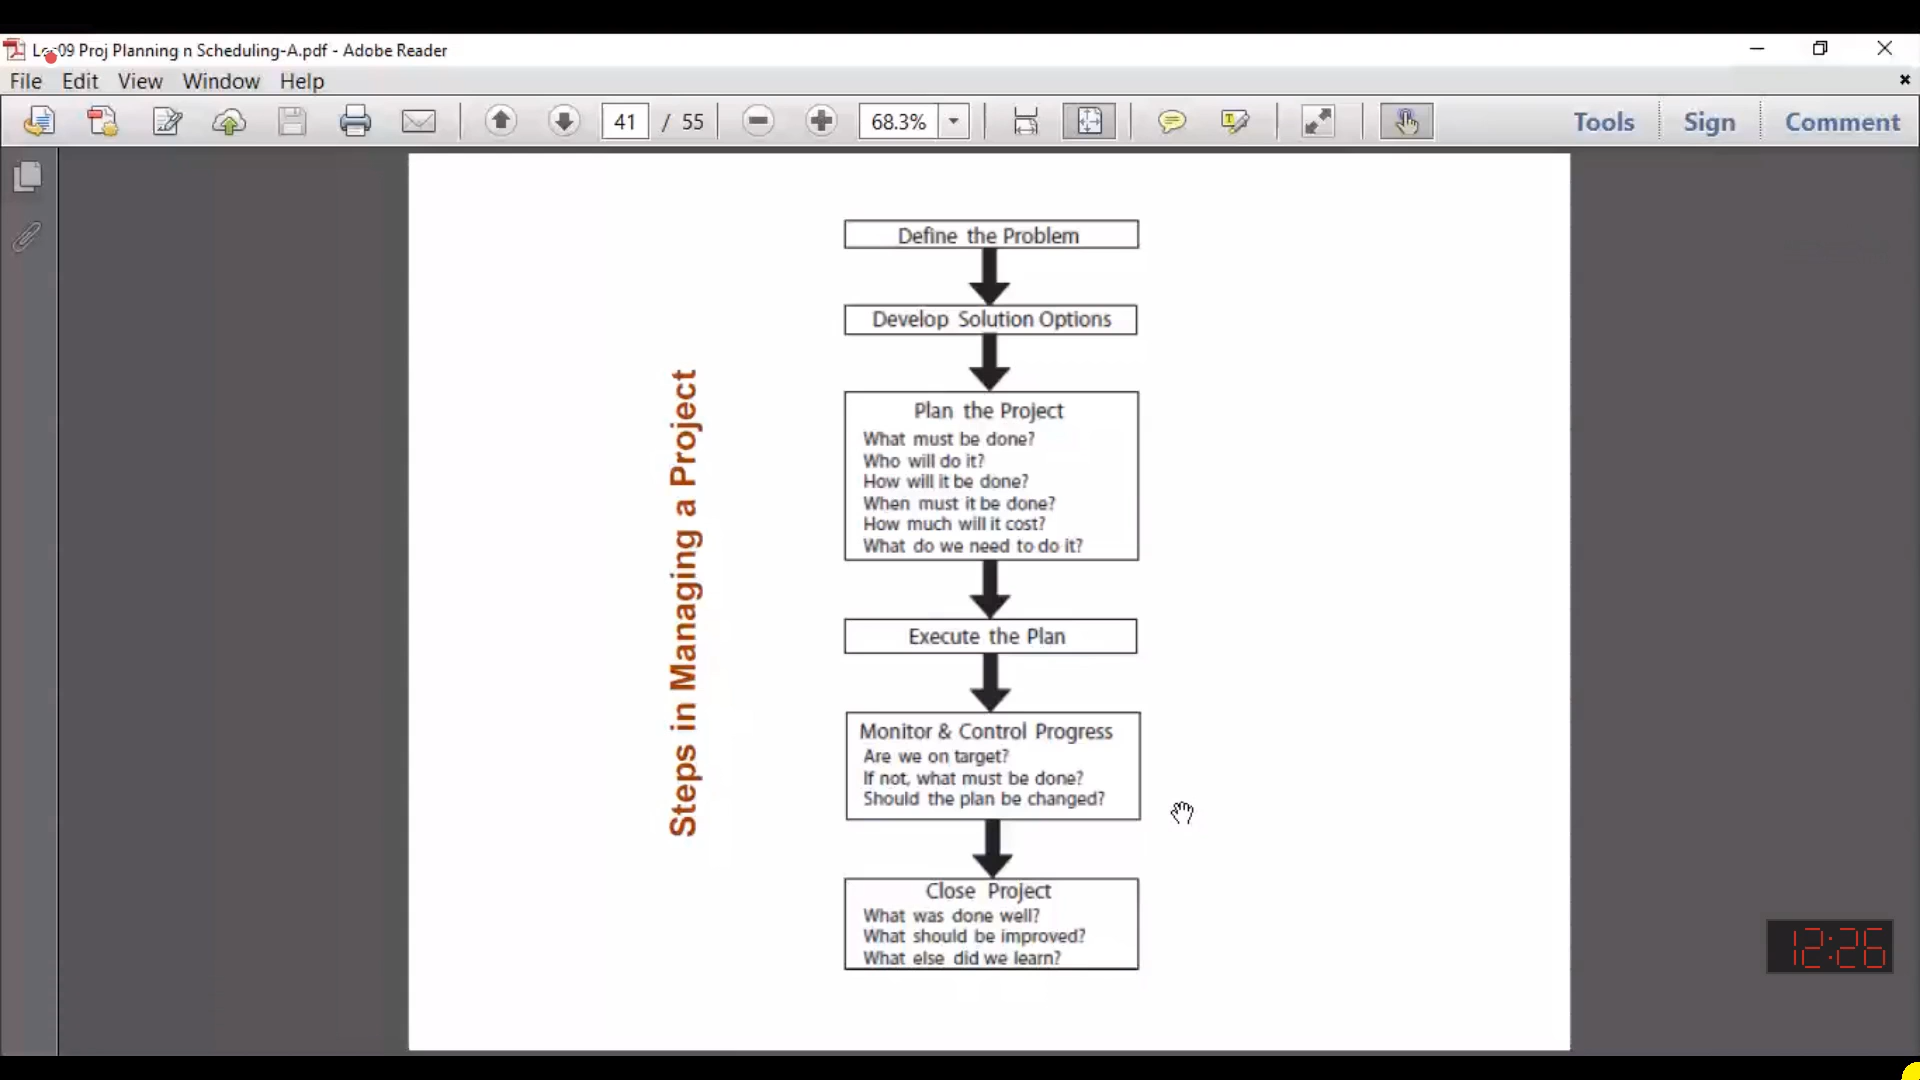 Lec09 Proj Planning n Scheduling-A.pdf - Adobe Reader
File Edit View Window Help
41 / 55
68.3%
Tools Sign Comment
Steps in Managing a Project
Define the Problem
Develop Solution Options
Plan the Project
What must be done?
Who will do it?
How will it be done?
When must it be done?
How much will it cost?
What do we need to do it?
Execute the Plan
Monitor & Control Progress
Are we on target?
If not, what must be done?
Should the plan be changed?
Close Project
What was done well?
What should be improved?
What else did we learn?
12:26